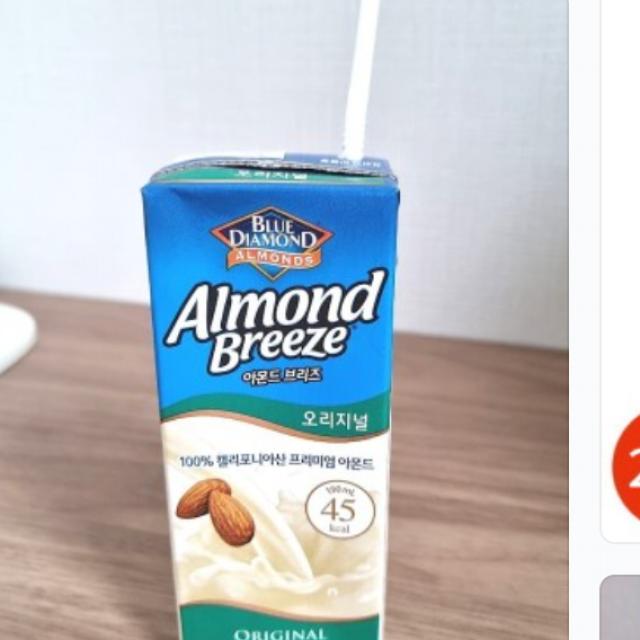 오리지널
BLUE
DIAMOND
ALMONDS
Almond
Breeze
아몬드 브리즈
오리지널
100% 캘리포니아산 프리미엄 아몬드
190mL
45
kcal
ORIGINAL
2